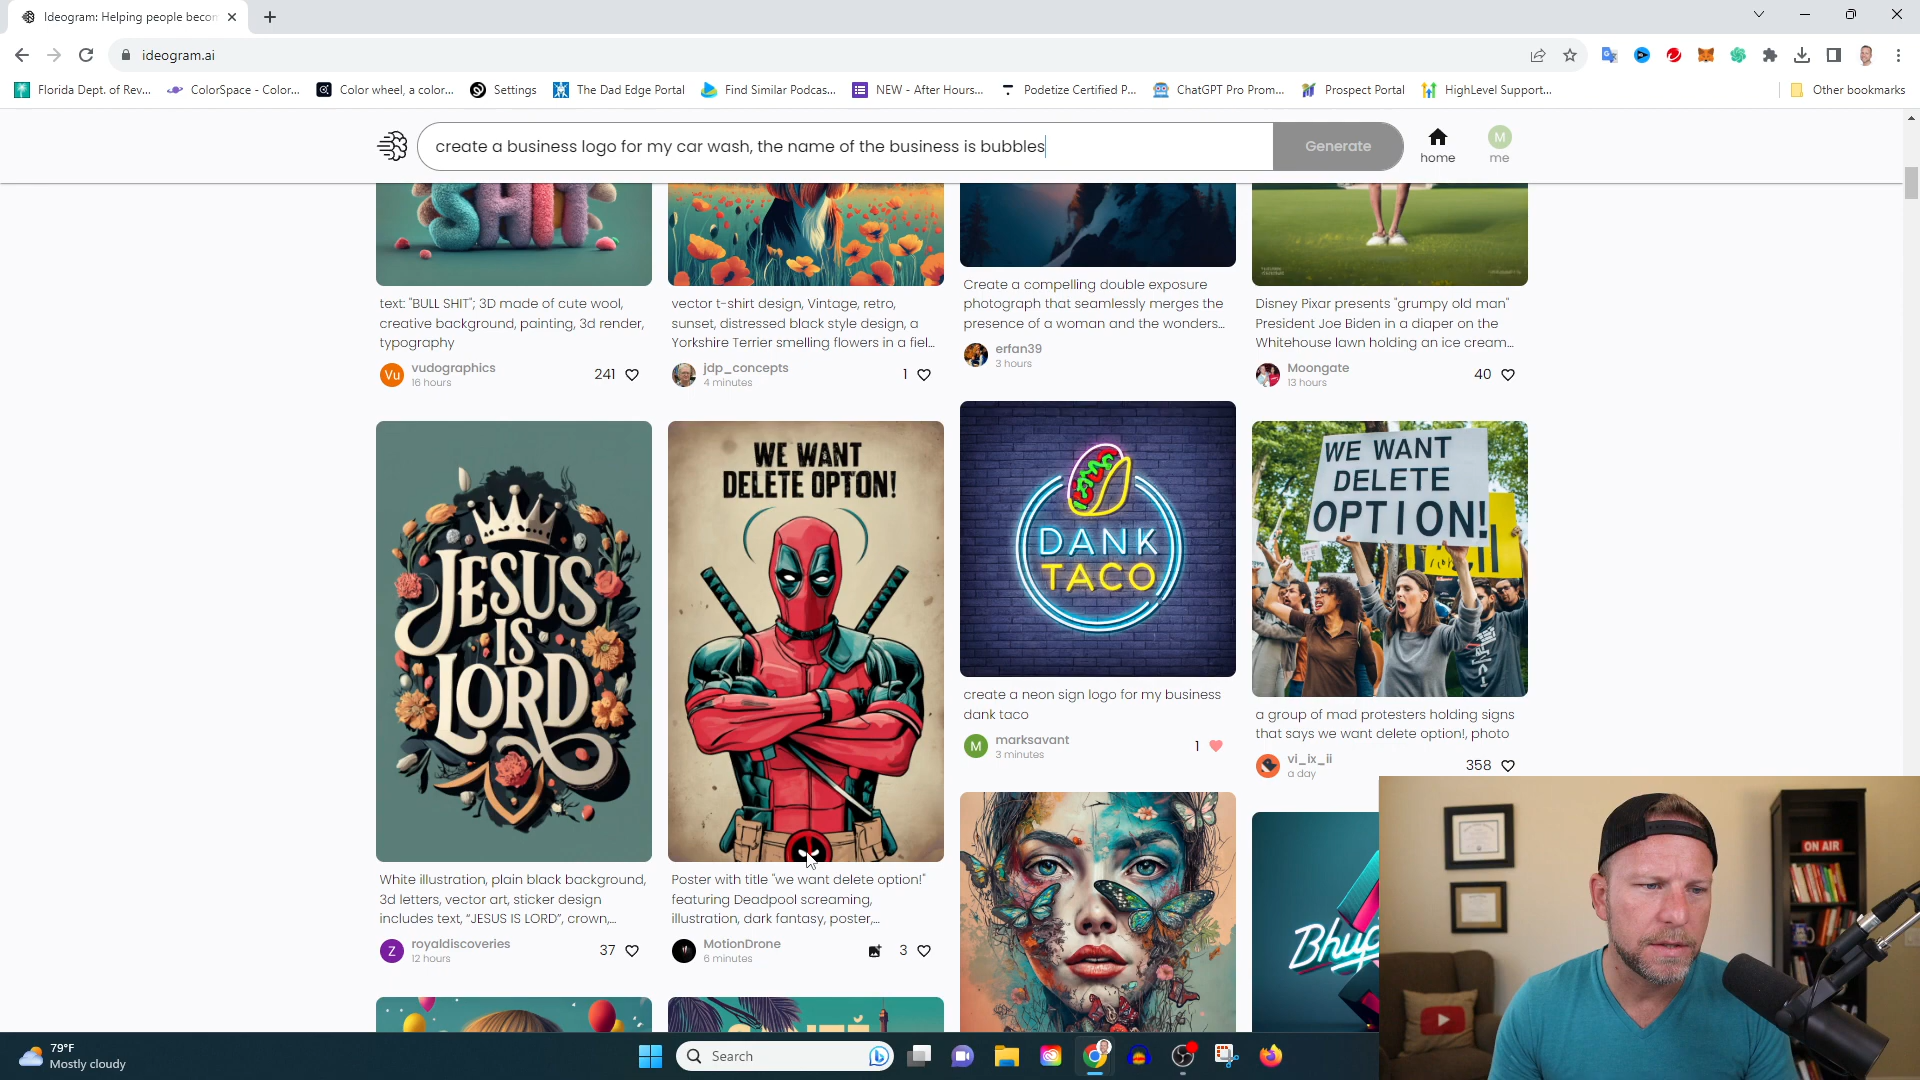 Ideogram: Helping people becom
ideogram.ai
Florida Dept. of Rev...
ColorSpace - Color...
Color wheel, a color...
Settings
The Dad Edge Portal
Find Similar Podcas...
NEW - After Hours...
Podetize Certified P...
ChatGPT Pro Prom...
Prospect Portal
HighLevel Support...
Other bookmarks
create a business logo for my car wash, the name of the business is bubbles
Generate
home
M
me
SHIT
text: "BULL SHIT"; 3D made of cute wool,
creative background, painting, 3d render,
typography
Vu
vudographics
16 hours
241
vector t-shirt design, Vintage, retro,
sunset, distressed black style design, a
Yorkshire Terrier smelling flowers in a fiel...
jdp_concepts
4 minutes
1
Create a compelling double exposure
photograph that seamlessly merges the
presence of a woman and the wonders...
erfan39
3 hours
Disney Pixar presents "grumpy old man"
President Joe Biden in a diaper on the
Whitehouse lawn holding an ice cream...
Moongate
13 hours
40
JESUS
IS
LORD
White illustration, plain black background,
3d letters, vector art, sticker design
includes text, "JESUS IS LORD", crown,...
Z
royaldiscoveries
12 hours
37
WE WANT
DELETE OPTON!
Poster with title "we want delete option!"
featuring Deadpool screaming,
illustration, dark fantasy, poster,...
MotionDrone
6 minutes
3
DANK
TACO
create a neon sign logo for my business
dank taco
M
marksavant
3 minutes
1
WE WANT
DELETE
OPTION!
a group of mad protesters holding signs
that says we want delete option!, photo
vi_ix_ii
a day
358
Bhup
ON AIR
79°F
Mostly cloudy
Search